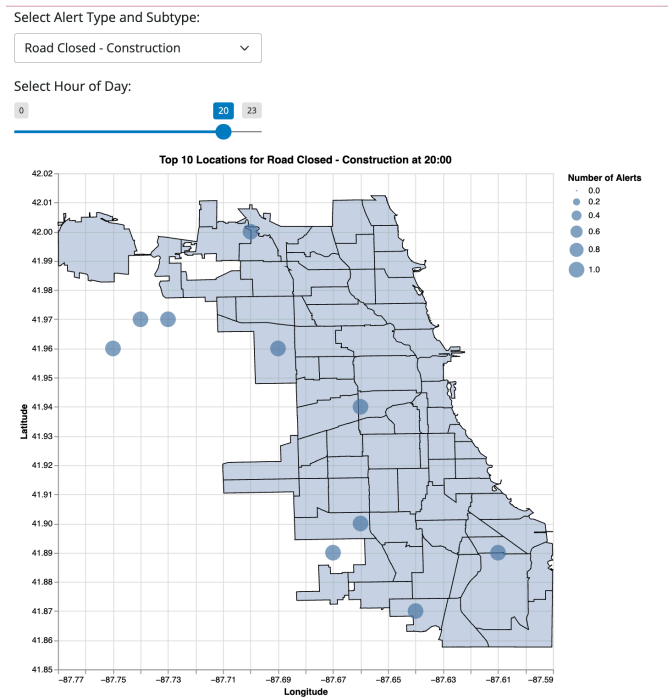 Select Alert Type and Subtype:
Road Closed - Construction
Select Hour of Day:
0 20 23
Top 10 Locations for Road Closed - Construction at 20:00
Number of Alerts
0.0
0.2
0.4
0.6
0.8
1.0
Latitude
42.02
42.01
42.00
41.99
41.98
41.97
41.96
41.95
41.94
41.93
41.92
41.91
41.90
41.89
41.88
41.87
41.86
41.85
−87.77 −87.75 −87.73 −87.71 −87.69 −87.67 −87.65 −87.63 −87.61 −87.59
Longitude